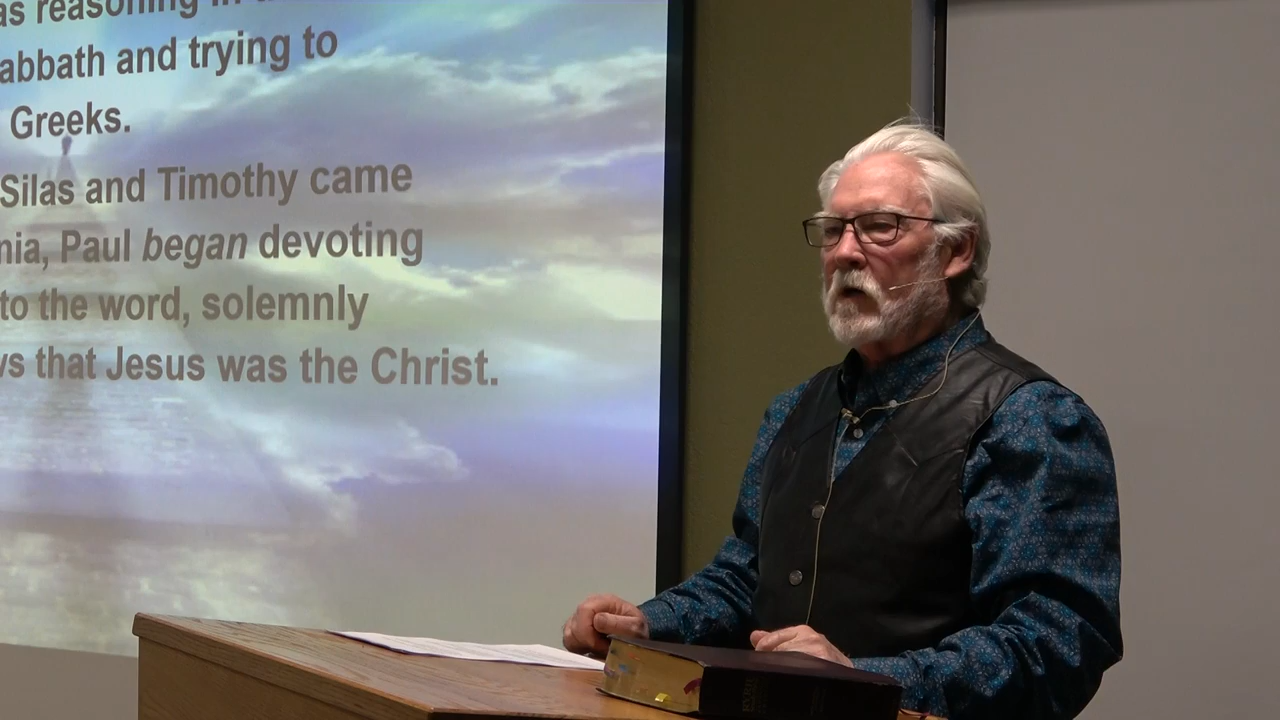 as reasoning in
abbath and trying to
Greeks.
Silas and Timothy came
nia, Paul began devoting
to the word, solemnly
ys that Jesus was the Christ.